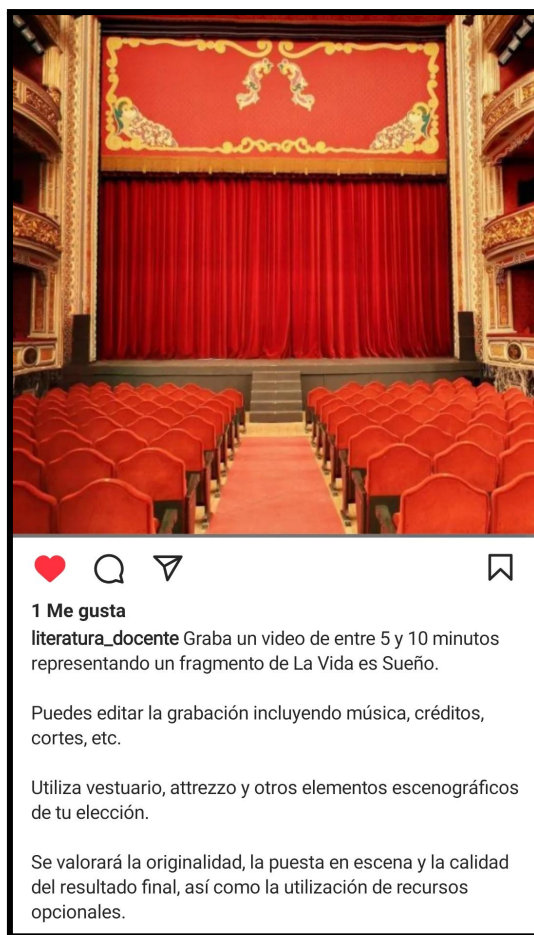 1 Me gusta
literatura_docente Graba un video de entre 5 y 10 minutos
representando un fragmento de La Vida es Sueño.
Puedes editar la grabación incluyendo música, créditos,
cortes, etc.
Utiliza vestuario, attrezzo y otros elementos escenográficos
de tu elección.
Se valorará la originalidad, la puesta en escena y la calidad
del resultado final, así como la utilización de recursos
opcionales.